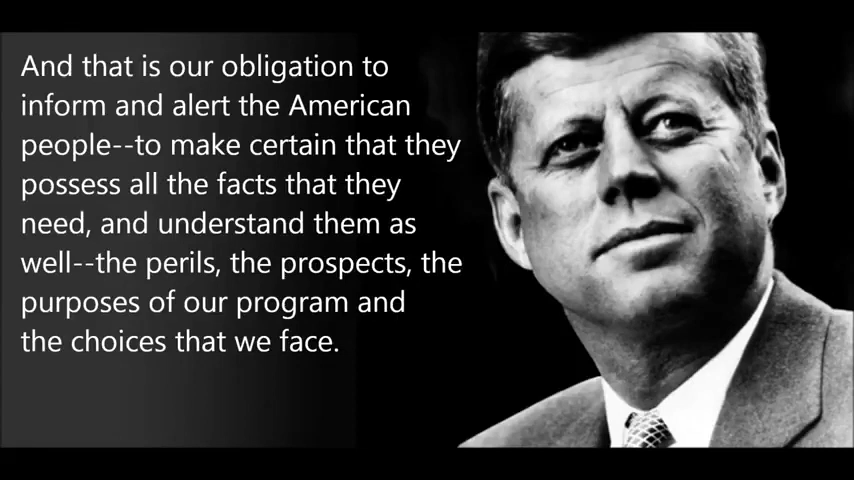 And that is our obligation to
inform and alert the American
people--to make certain that they
possess all the facts that they
need, and understand them as
well--the perils, the prospects, the
purposes of our program and
the choices that we face.